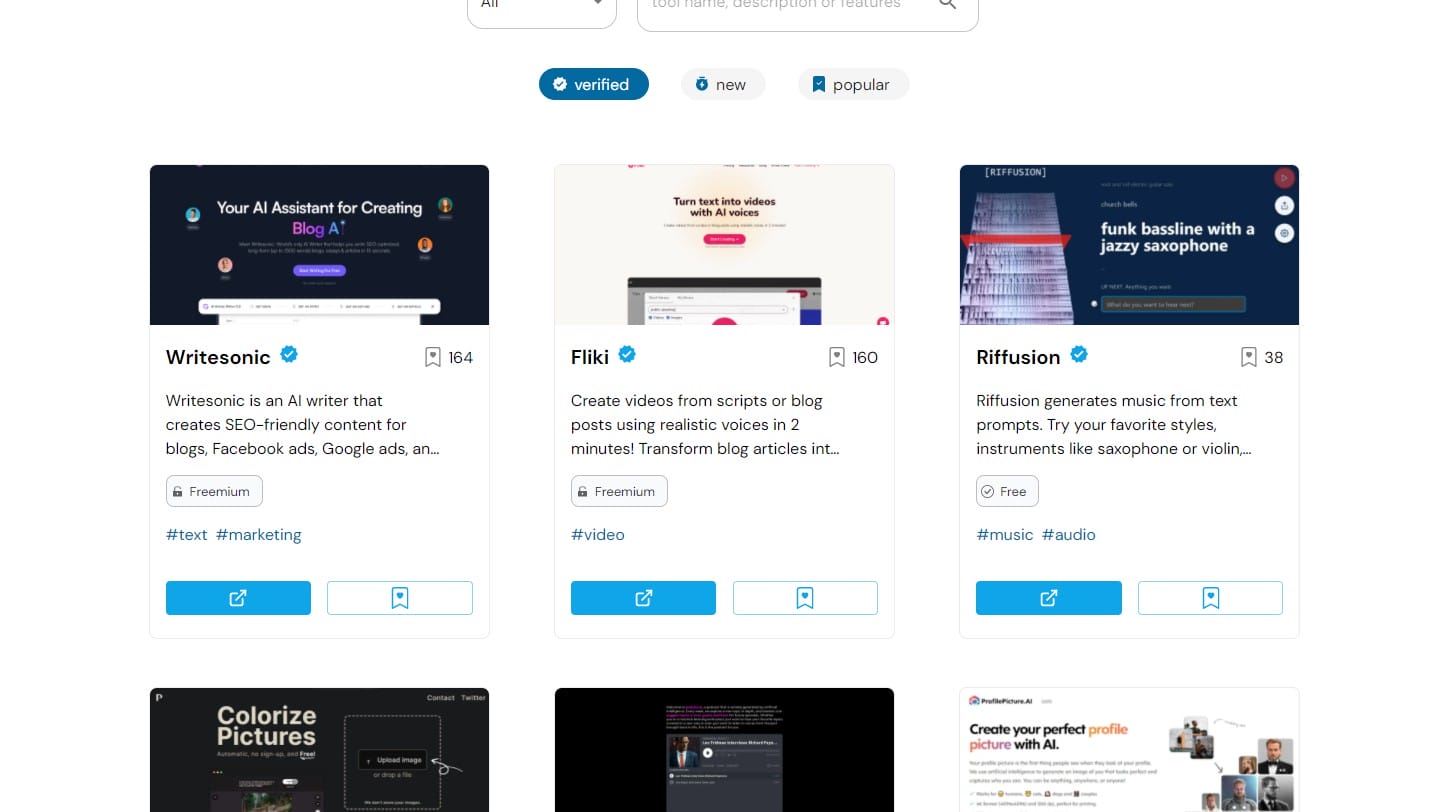 All
tool name, description or features
verified
new
popular
Your AI Assistant for Creating
Blog A
Start Writing For Free
Writesonic
164
Writesonic is an AI writer that
creates SEO-friendly content for
blogs, Facebook ads, Google ads, an...
Freemium
#text #marketing
Turn text into videos
with AI voices
Fliki
160
Create videos from scripts or blog
posts using realistic voices in 2
minutes! Transform blog articles int...
Freemium
#video
[RIFFUSION]
church bells
funk bassline with a
jazzy saxophone
UP NEXT: Anything you want
What do you want to hear next?
Riffusion
38
Riffusion generates music from text
prompts. Try your favorite styles,
instruments like saxophone or violin,...
Free
#music #audio
P
Contact Twitter
Colorize
Pictures
Automatic, no sign-up, and Free!
Upload image
or drop a file
We don't store your images.
ProfilePicture.AI
Create your perfect profile
picture with AI.